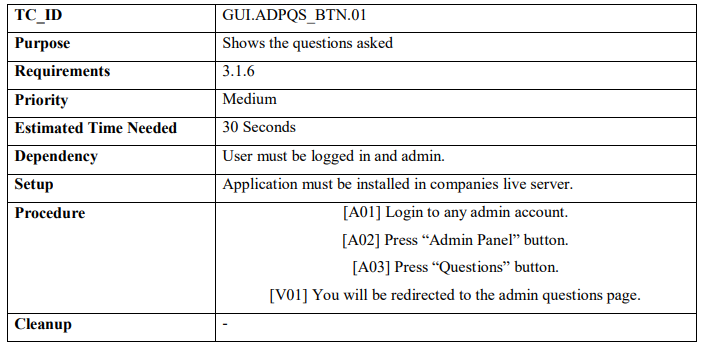 TC_ID GUI.ADPQS_BTN.01
Purpose Shows the questions asked
Requirements 3.1.6
Priority Medium
Estimated Time Needed 30 Seconds
Dependency User must be logged in and admin.
Setup Application must be installed in companies live server.
Procedure [A01] Login to any admin account.
[A02] Press “Admin Panel” button.
[A03] Press “Questions” button.
[V01] You will be redirected to the admin questions page.
Cleanup -